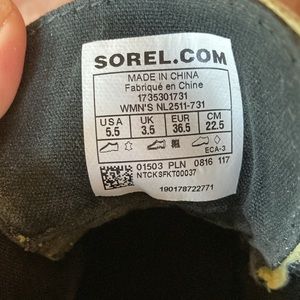 SOREL.COM
MADE IN CHINA
Fabriqué en Chine
1735301731
WMN'S NL2511-731
USA UK EUR CM
5.5 3.5 36.5 22.5
ECA-3
01503 PLN 0816 117
NTCKSFKT00037
190178722771